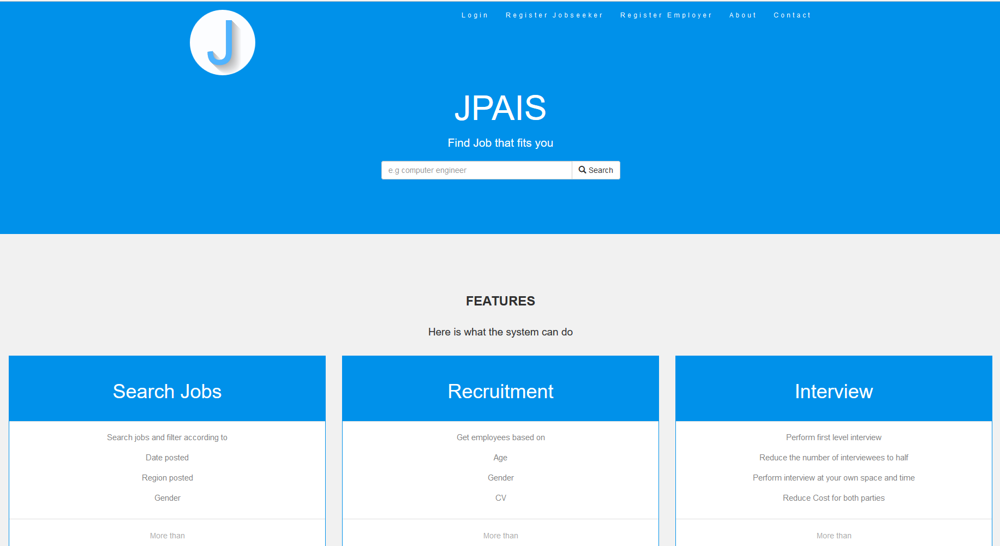 J
Login Register Jobseeker Register Employer About Contact
JPAIS
Find Job that fits you
e.g computer engineer
Search
FEATURES
Here is what the system can do
Search Jobs
Search jobs and filter according to
Date posted
Region posted
Gender
More than
Recruitment
Get employees based on
Age
Gender
CV
More than
Interview
Perform first level interview
Reduce the number of interviewees to half
Perform interview at your own space and time
Reduce Cost for both parties
More than